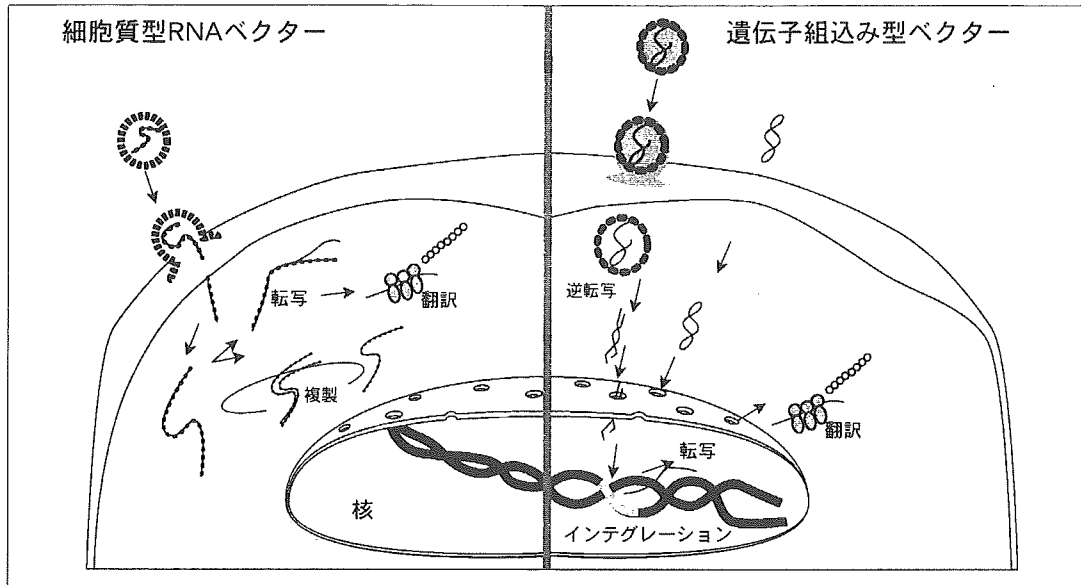 細胞質型RNAベクター
転写
翻訳
複製
核
遺伝子組込み型ベクター
逆転写
翻訳
転写
インテグレーション